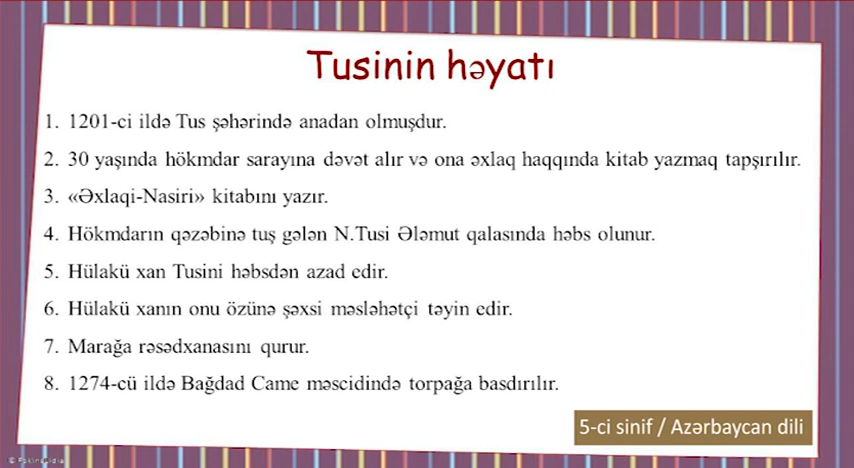 Tusinin həyatı
1. 1201-ci ildə Tus şəhərində anadan olmuşdur.
2. 30 yaşında hökmdar sarayına dəvət alır və ona əxlaq haqqında kitab yazmaq tapşırılır.
3. «Əxlaqi-Nasiri» kitabını yazır.
4. Hökmdarın qəzəbinə tuş gələn N.Tusi Ələmut qalasında həbs olunur.
5. Hülakü xan Tusini həbsdən azad edir.
6. Hülakü xanın onu özünə şəxsi məsləhətçi təyin edir.
7. Marağa rəsədxanasını qurur.
8. 1274-cü ildə Bağdad Came məscidində torpağa basdırılır.
5-ci sinif / Azərbaycan dili